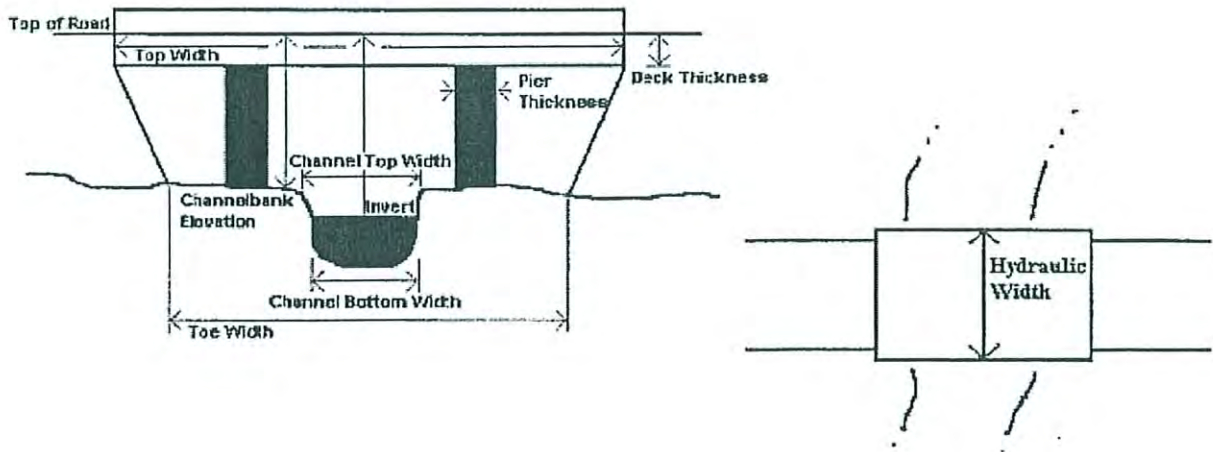 Top of Road
Top Width
Deck Thickness
Pier
Thickness
Channel Top Width
Channelbank
Elevation
Invert
Channel Bottom Width
Toe Width
Hydraulic
Width